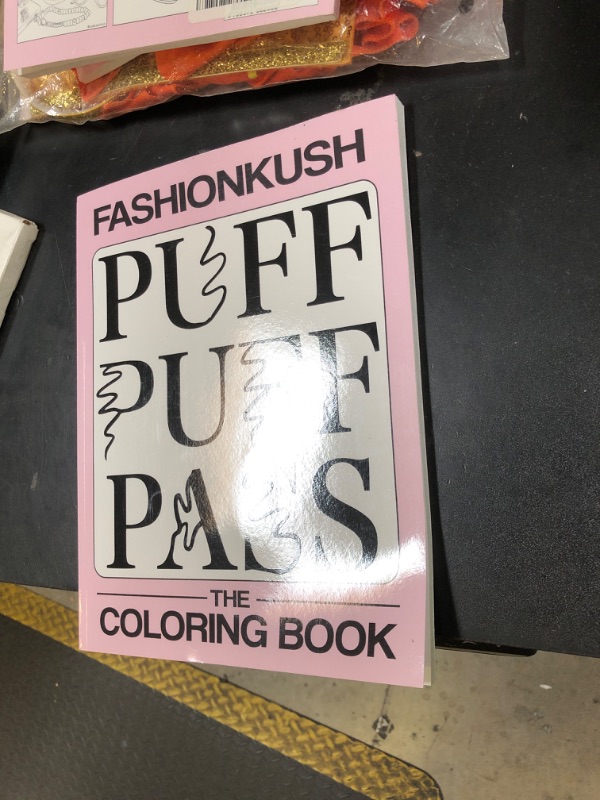 FASHIONKUSH
PUFF
PUFF
PASS
THE
COLORING BOOK